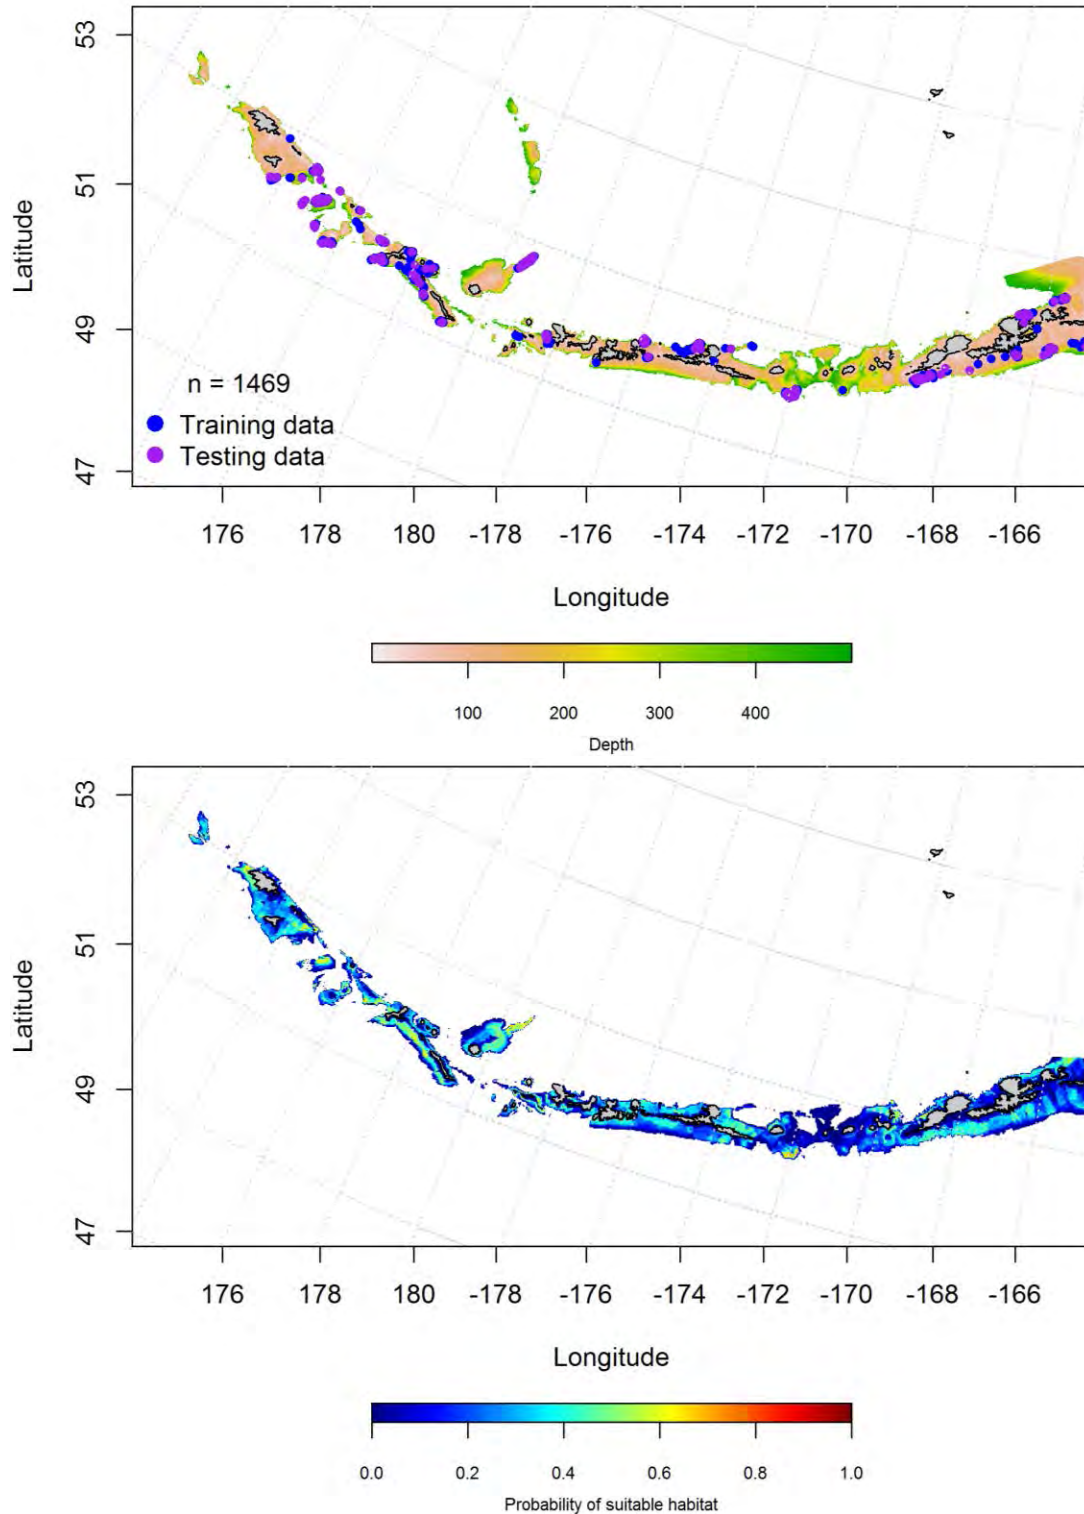 53
51
49
47
Latitude
n = 1469
Training data
Testing data
176 178 180 -178 -176 -174 -172 -170 -168 -166
Longitude
100 200 300 400
Depth
53
51
49
47
Latitude
176 178 180 -178 -176 -174 -172 -170 -168 -166
Longitude
0.0 0.2 0.4 0.6 0.8 1.0
Probability of suitable habitat